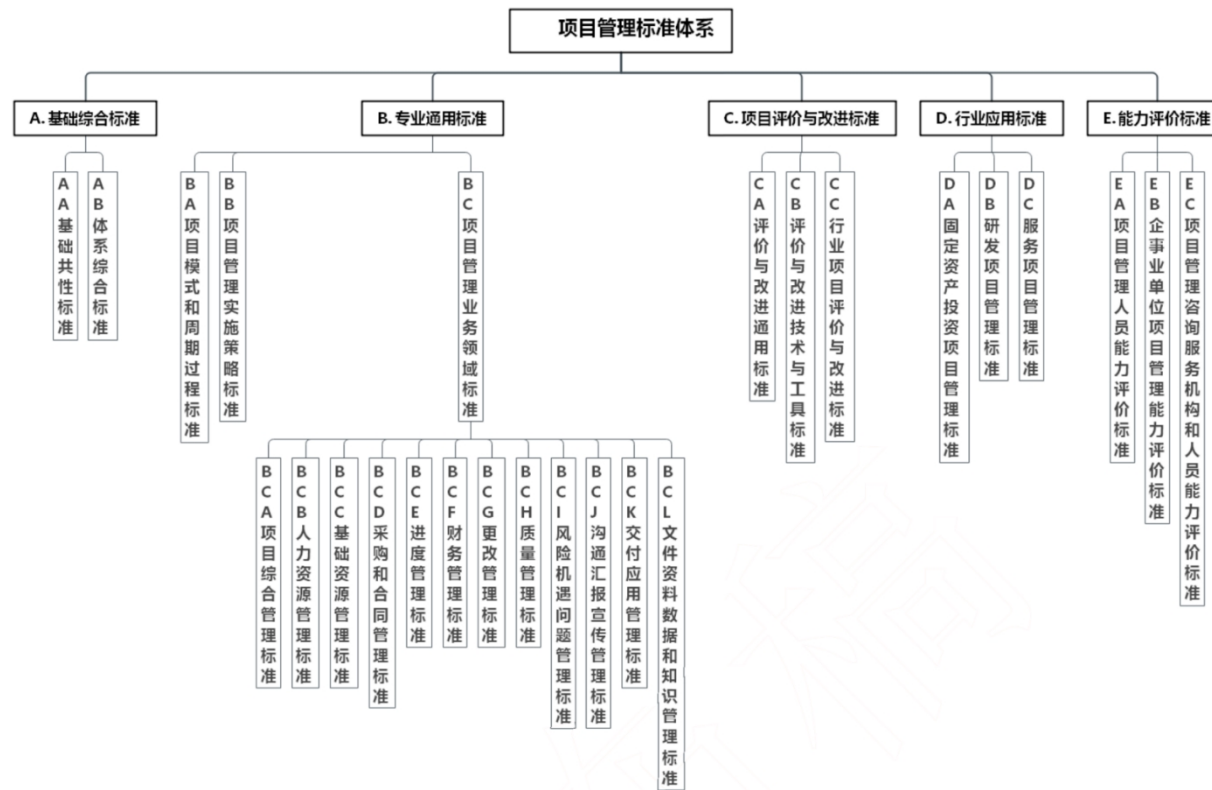 项目管理标准体系
A.基础综合标准
B.专业通用标准
C.项目评价与改进标准
D.行业应用标准
E.能力评价标准
AA基础共性标准
AB体系综合标准
BA项目模式和周期过程标准
BB项目管理实施策略标准
BC项目管理业务领域标准
CA评价与改进通用标准
CB评价与改进技术与工具标准
CC行业项目评价与改进标准
DA固定资产投资项目管理标准
DB研发项目管理标准
DC服务项目管理标准
EA项目管理人员能力评价标准
EB企事业单位项目管理能力评价标准
EC项目管理咨询服务机构和人员能力评价标准
BCA项目综合管理标准
BCB人力资源管理标准
BCC基础资源管理标准
BCD采购和合同管理标准
BCE进度管理标准
BCF财务管理标准
BCG更改管理标准
BCH质量管理标准
BCI风险机遇问题管理标准
BCJ沟通汇报宣传管理标准
BCK交付应用管理标准
BCL文件资料数据和知识管理标准